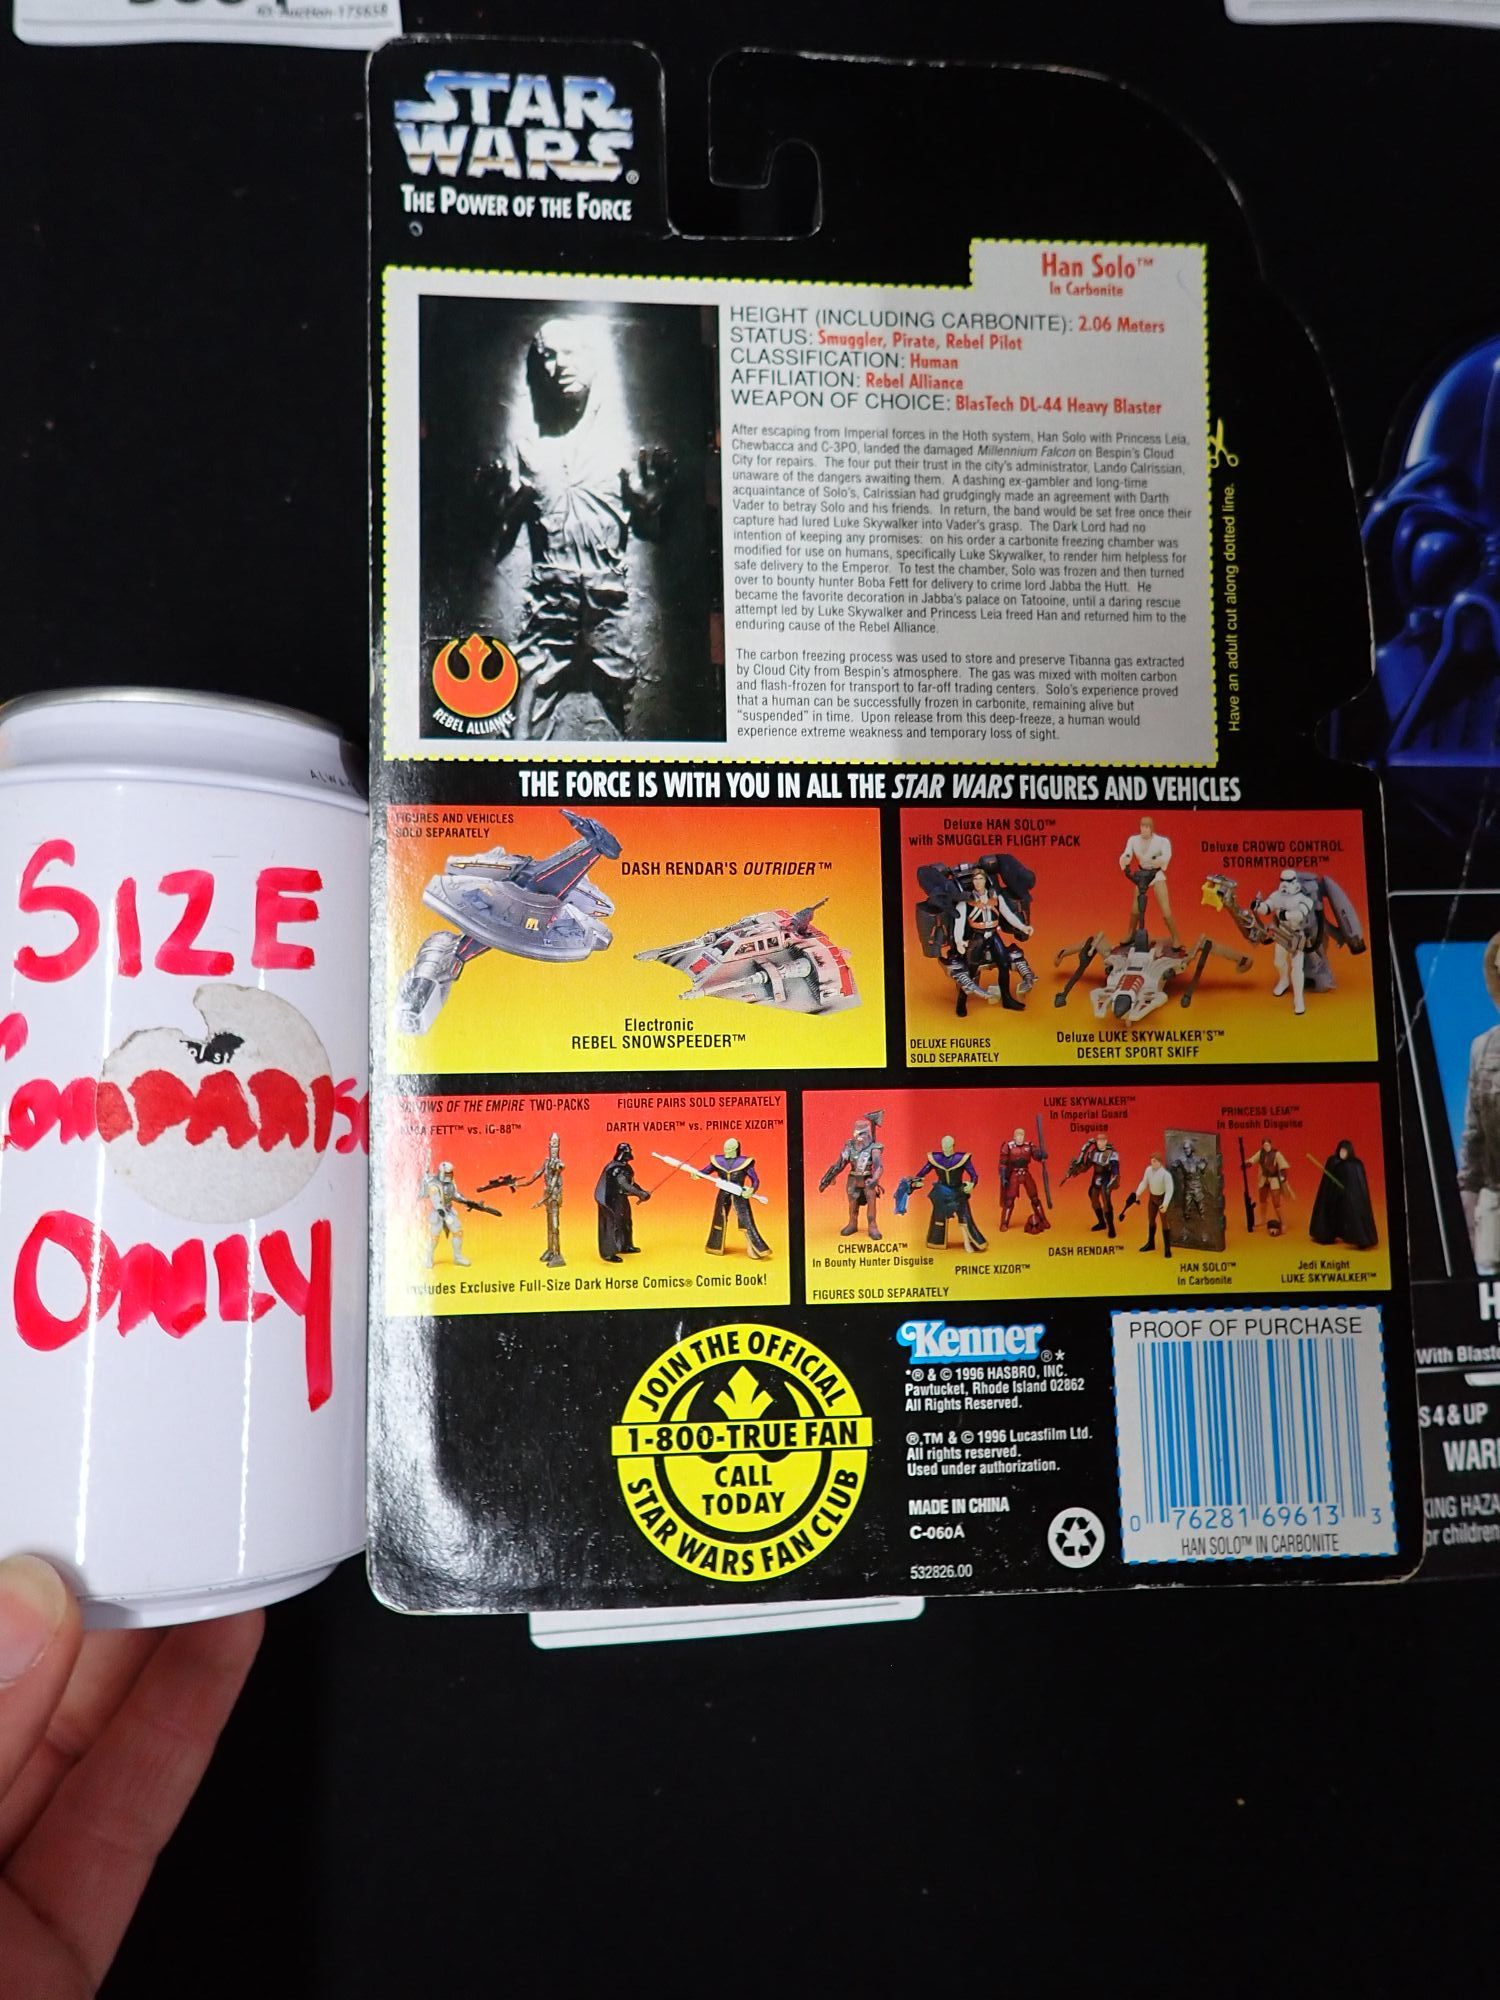 175658
STAR
WARS®
THE POWER OF THE FORCE
Han Solo™
In Carbonite
HEIGHT (INCLUDING CARBONITE): 2.06 Meters
STATUS: Smuggler, Pirate, Rebel Pilot
CLASSIFICATION: Human
AFFILIATION: Rebel Alliance
WEAPON OF CHOICE: BlasTech DL-44 Heavy Blaster
After escaping from Imperial forces in the Hoth system, Han Solo with Princess Leia,
Chewbacca and C-3PO, landed the damaged Millennium Falcon on Bespin's Cloud
City for repairs. The four put their trust in the city's administrator, Lando Calrissian,
unaware of the dangers awaiting them. A dashing ex-gambler and long-time
acquaintance of Solo's, Calrissian had grudgingly made an agreement with Darth
Vader to betray Solo and his friends. In return, the band would be set free once their
capture had lured Luke Skywalker into Vader's grasp. The Dark Lord had no
intention of keeping any promises: on his order a carbonite freezing chamber was
modified for use on humans, specifically Luke Skywalker, to render him helpless for
safe delivery to the Emperor. To test the chamber, Solo was frozen and then turned
over to bounty hunter Boba Fett for delivery to crime lord Jabba the Hutt. He
became the favorite decoration in Jabba's palace on Tatooine, until a daring rescue
attempt led by Luke Skywalker and Princess Leia freed Han and returned him to the
enduring cause of the Rebel Alliance.
The carbon freezing process was used to store and preserve Tibanna gas extracted
by Cloud City from Bespin's atmosphere. The gas was mixed with molten carbon
and flash-frozen for transport to far-off trading centers. Solo's experience proved
that a human can be successfully frozen in carbonite, remaining alive but
"suspended" in time. Upon release from this deep-freeze, a human would
experience extreme weakness and temporary loss of sight.
REBEL ALLIANCE
Have an adult cut along dotted line.
THE FORCE IS WITH YOU IN ALL THE STAR WARS FIGURES AND VEHICLES
FIGURES AND VEHICLES
SOLD SEPARATELY
DASH RENDAR'S OUTRIDER™
Electronic
REBEL SNOWSPEEDER™
Deluxe HAN SOLO™
with SMUGGLER FLIGHT PACK
Deluxe CROWD CONTROL
STORMTROOPER™
DELUXE FIGURES
SOLD SEPARATELY
Deluxe LUKE SKYWALKER'S™
DESERT SPORT SKIFF
OF THE EMPIRE TWO-PACKS
FIGURE PAIRS SOLD SEPARATELY
FETT™ vs. IG-88™
DARTH VADER™ vs. PRINCE XIZOR™
Includes Exclusive Full-Size Dark Horse Comics® Comic Book!
LUKE SKYWALKER™
In Imperial Guard
Disguise
PRINCESS LEIA™
In Boushh Disguise
CHEWBACCA™
In Bounty Hunter Disguise
PRINCE XIZOR™
DASH RENDAR™
HAN SOLO™
In Carbonite
Jedi Knight
LUKE SKYWALKER™
FIGURES SOLD SEPARATELY
JOIN THE OFFICIAL
1-800-TRUE FAN
CALL
TODAY
STAR WARS FAN CLUB
Kenner®*
*® & © 1996 HASBRO, INC.
Pawtucket, Rhode Island 02862
All Rights Reserved.
®,TM & © 1996 Lucasfilm Ltd.
All rights reserved.
Used under authorization.
MADE IN CHINA
C-060A
532826.00
PROOF OF PURCHASE
0 76281 69613 3
HAN SOLO™ IN CARBONITE
SIZE
COMPARISO
ONLY
H
With Blaste
S 4 & UP
WAR
KING HAZA
or children